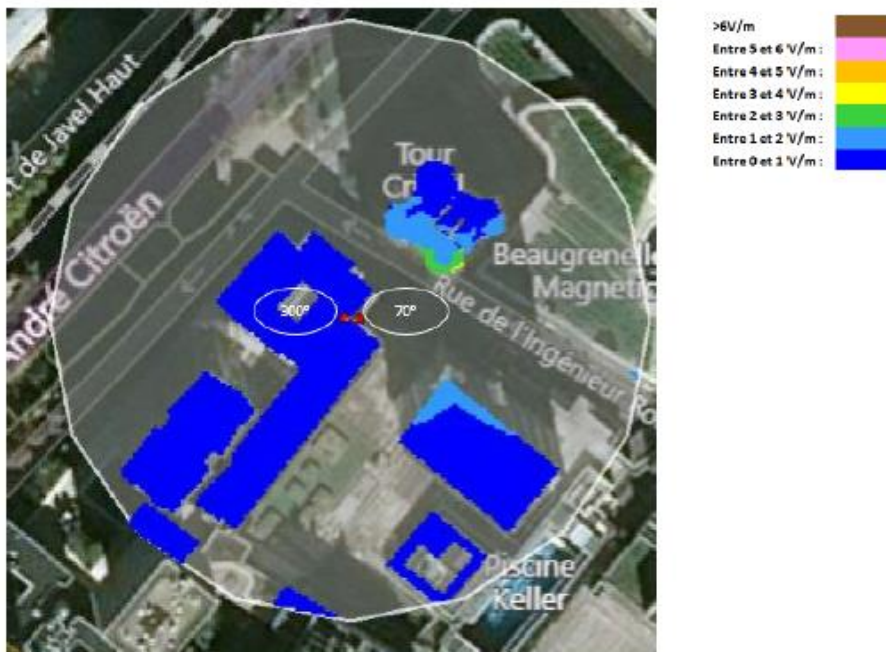 >6V/m
Entre 5 et 6 V/m :
Entre 4 et 5 V/m :
Entre 3 et 4 V/m :
Entre 2 et 3 V/m :
Entre 1 et 2 V/m :
Entre 0 et 1 V/m :
de Javel Haut
André Citroën
Tour
Beaugrenelle
Magnetic
Rue de l'Ingénieur
300°
70°
Piscine
Keller